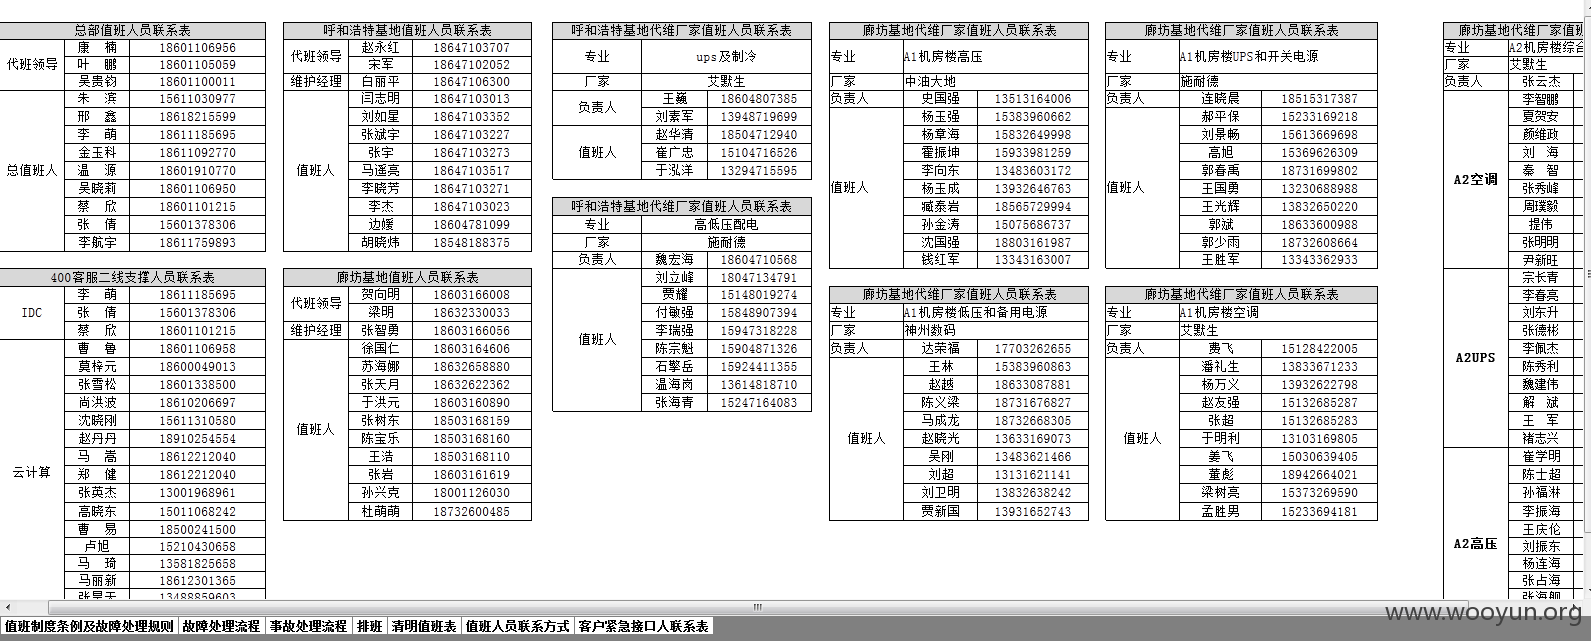 总部值班人员联系表
代班领导
康 楠 18601106956
叶 鹏 18601105059
吴贵钧 18601100011
总值班人
朱 滨 15611030977
邢 鑫 18618215599
李 萌 18611185695
金玉科 18611092770
温 源 18601910770
吴晓莉 18601106950
蔡 欣 18601101215
张 倩 15601378306
李航宇 18611759893
400客服二线支撑人员联系表
IDC
李 萌 18611185695
张 倩 15601378306
蔡 欣 18601101215
云计算
曹 鲁 18601106958
莫梓元 18600049013
张雪松 18601338500
尚洪波 18610206697
沈晓刚 15611310580
赵丹丹 18910254554
马 嵩 18612212040
郑 健 18612212040
张英杰 13001968961
高晓东 15011068242
曹 易 18500241500
卢旭 15210430658
马 琦 13581825658
马丽新 18612301365
呼和浩特基地值班人员联系表
代班领导
赵永红 18647103707
宋军 18647102052
维护经理 白丽平 18647106300
值班人
闫志明 18647103013
刘如星 18647103352
张斌宇 18647103227
张宇 18647103273
马遥亮 18647103517
李晓芳 18647103271
李杰 18647103023
边媛 18604781099
胡晓炜 18548188375
廊坊基地值班人员联系表
代班领导
贺向明 18603166008
梁明 18632330033
维护经理 张智勇 18603166056
值班人
徐国仁 18603164606
苏海娜 18632658880
张天月 18632622362
于洪元 18603160890
张树东 18503168159
陈宝乐 18503168160
王浩 18503168110
张岩 18603161619
孙兴克 18001126030
杜萌萌 18732600485
呼和浩特基地代维厂家值班人员联系表
专业 ups及制冷
厂家 艾默生
负责人
王巍 18604807385
刘素军 13948719699
值班人
赵华清 18504712940
崔广忠 15104716526
于泓洋 13294715595
呼和浩特基地代维厂家值班人员联系表
专业 高低压配电
厂家 施耐德
负责人 魏宏海 18604710568
值班人
刘立峰 18047134791
贾耀 15148019274
付敏强 15848907394
李瑞强 15947318228
陈宗魁 15904871326
石擎岳 15924411355
温海岗 13614818710
张海青 15247164083
廊坊基地代维厂家值班人员联系表
专业 A1机房楼高压
厂家 中油大地
负责人 史国强 13513164006
值班人
杨玉强 15383960662
杨章海 15832649998
霍振坤 15933981259
李向东 13483603172
杨玉成 13932646763
臧泰岩 18565729994
孙金涛 15075686737
沈国强 18803161987
钱红军 13343163007
廊坊基地代维厂家值班人员联系表
专业 A1机房楼低压和备用电源
厂家 神州数码
负责人 达荣福 17703262655
值班人
王林 15383960863
赵越 18633087881
陈义梁 18731676827
马成龙 18732668305
赵晓光 13633169073
吴刚 13483621466
刘超 13131621141
刘卫明 13832638242
贾新国 13931652743
廊坊基地代维厂家值班人员联系表
专业 A1机房楼UPS和开关电源
厂家 施耐德
负责人 连晓晨 18515317387
值班人
郝平保 15233169218
刘景畅 15613669698
高旭 15369626309
郭春禹 18731699802
王国勇 13230688988
王光辉 13832650220
郭斌 18633600988
郭少雨 18732608664
王胜军 13343362933
廊坊基地代维厂家值班人员联系表
专业 A1机房楼空调
厂家 艾默生
负责人 费飞 15128422005
值班人
潘礼生 13833671233
杨万义 13932622798
赵友强 15132685287
张超 15132685283
于明利 13103169805
姜飞 15030639405
董彪 18942664021
梁树亮 15373269590
孟胜男 15233694181
廊坊基地代维厂家值班
专业 A2机房楼综合
厂家 艾默生
负责人 张云杰
A2空调
李智鹏
夏贺安
颜维政
刘 海
秦 智
张秀峰
周璞毅
提伟
张明明
尹新旺
A2UPS
宗长青
李春亮
刘东升
张德彬
李佩杰
陈秀利
魏建伟
解 斌
王 军
褚志兴
A2高压
崔学明
陈士超
孙福淋
李振海
王庆伦
刘振东
杨连海
张占海
值班制度条例及故障处理规则 故障处理流程 事故处理流程 排班 清明值班表 值班人员联系方式 客户紧急接口人联系表
www.wooyun.org